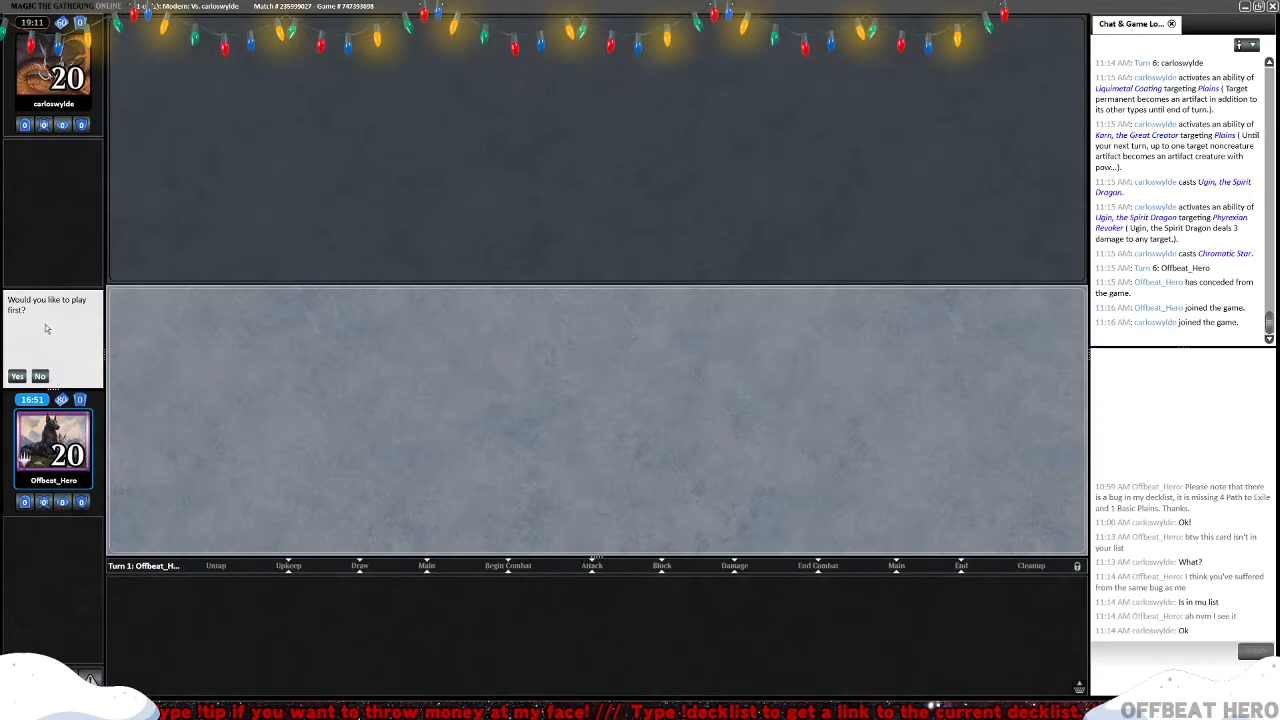 MAGIC THE GATHERING ONLINE
Modern: Vs. carloswylde Match # 235999027 - Game # 747393698
19:11 60 0
20
carloswylde
0 0 0 0
Would you like to play
first?
Yes No
16:51 80 0
20
Offbeat_Hero
0 0 0 0
Turn 1: Offbeat_H... Untap Upkeep Draw Main Begin Combat Attack Block Damage End Combat Main End Cleanup
Chat & Game Lo...
11:14 AM: Turn 6: carloswylde
11:15 AM: carloswylde activates an ability of
Liquimetal Coating targeting Plains ( Target
permanent becomes an artifact in addition to
its other types until end of turn.).
11:15 AM: carloswylde activates an ability of
Karn, the Great Creator targeting Plains ( Until
your next turn, up to one target noncreature
artifact becomes an artifact creature with
pow...).
11:15 AM: carloswylde casts Ugin, the Spirit
Dragon.
11:15 AM: carloswylde activates an ability of
Ugin, the Spirit Dragon targeting Phyrexian
Revoker ( Ugin, the Spirit Dragon deals 3
damage to any target.).
11:15 AM: carloswylde casts Chromatic Star.
11:15 AM: Turn 6: Offbeat_Hero
11:15 AM: Offbeat_Hero has conceded from
the game.
11:16 AM: Offbeat_Hero joined the game.
11:16 AM: carloswylde joined the game.
10:59 AM Offbeat_Hero: Please note that there
is a bug in my decklist, it is missing 4 Path to Exile
and 1 Basic Plains. Thanks.
11:00 AM carloswylde: Ok!
11:13 AM Offbeat_Hero: btw this card isn't in
your list
11:13 AM carloswylde: What?
11:14 AM Offbeat_Hero: I think you've suffered
from the same bug as me
11:14 AM carloswylde: Is in mu list
11:14 AM Offbeat_Hero: ah nvm I see it
11:14 AM carloswylde: Ok
SEND
ype !tip if you want to throw money at my face! /// Type !decklist to get a link to the current decklist
OFFBEAT HERO